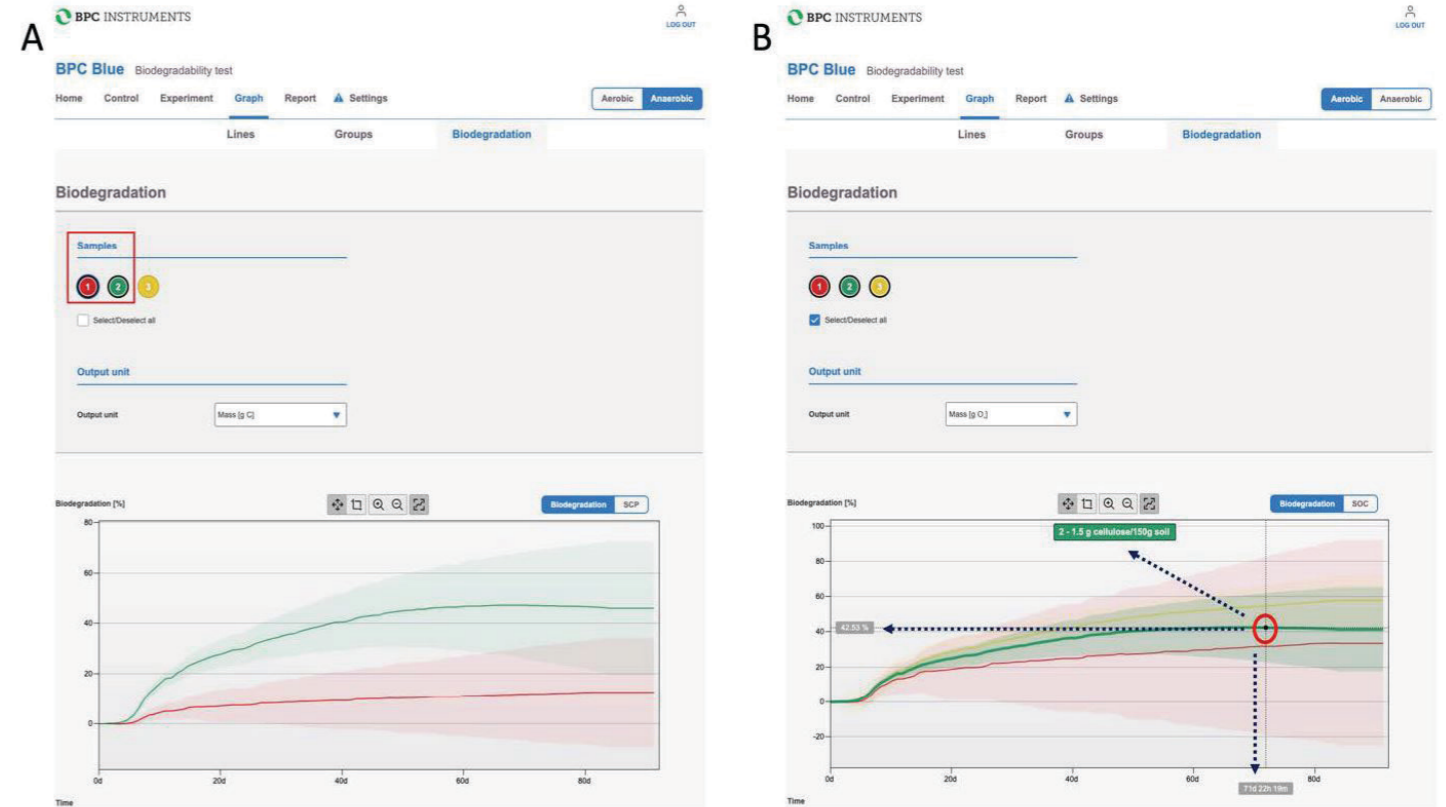 A
BPC INSTRUMENTS
LOG OUT
BPC Blue Biodegradability test
Home Control Experiment Graph Report Settings Aerobic Anaerobic
Lines Groups Biodegradation
Biodegradation
Samples
1 2 3
Select/Deselect all
Output unit
Output unit Mass [g C]
Biodegradation [%] Biodegradation SCP
80
60
40
20
0
0d 20d 40d 60d 80d
Time
B
BPC INSTRUMENTS
LOG OUT
BPC Blue Biodegradability test
Home Control Experiment Graph Report Settings Aerobic Anaerobic
Lines Groups Biodegradation
Biodegradation
Samples
1 2 3
Select/Deselect all
Output unit
Output unit Mass [g O₂]
Biodegradation [%] Biodegradation SOC
100
2 - 1.5 g cellulose/150g soil
80
60
42.53 %
40
20
0
-20
0d 20d 40d 60d 80d
71d 22h 19m
Time